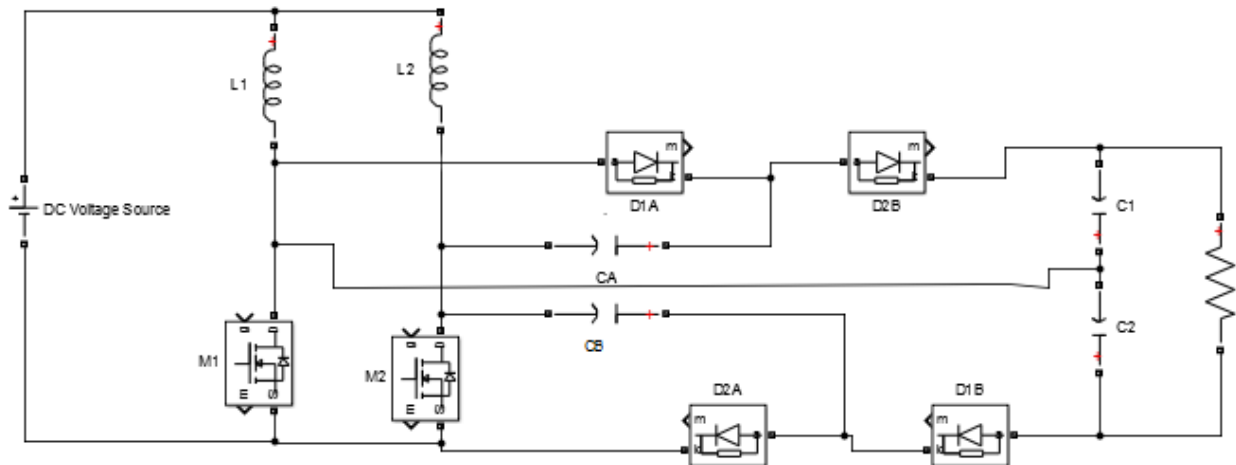 L1
L2
DC Voltage Source
m
D1A
m
D2B
C1
CA
CB
C2
M1
M2
D2A
D1B
m
m
m
m